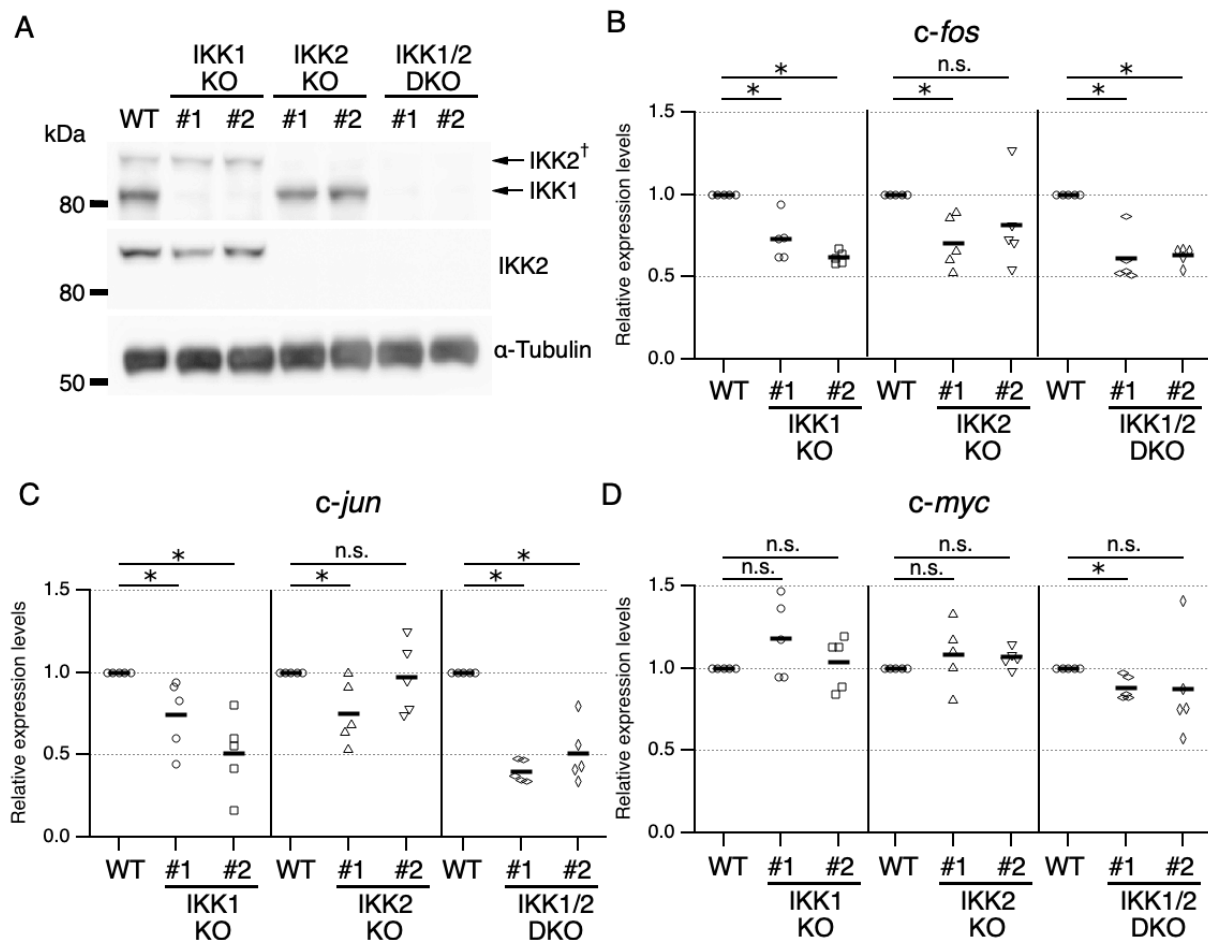 A
IKK1
KO
IKK2
KO
IKK1/2
DKO
kDa
WT #1 #2 #1 #2 #1 #2
IKK2†
IKK1
80
IKK2
80
α-Tubulin
50
B
c-fos
* * n.s. * * *
Relative expression levels
1.5
1.0
0.5
0.0
WT #1 #2 WT #1 #2 WT #1 #2
IKK1
KO
IKK2
KO
IKK1/2
DKO
C
c-jun
* * n.s. * * *
Relative expression levels
1.5
1.0
0.5
0.0
WT #1 #2 WT #1 #2 WT #1 #2
IKK1
KO
IKK2
KO
IKK1/2
DKO
D
c-myc
n.s. n.s. n.s.
n.s. n.s. *
Relative expression levels
1.5
1.0
0.5
0.0
WT #1 #2 WT #1 #2 WT #1 #2
IKK1
KO
IKK2
KO
IKK1/2
DKO